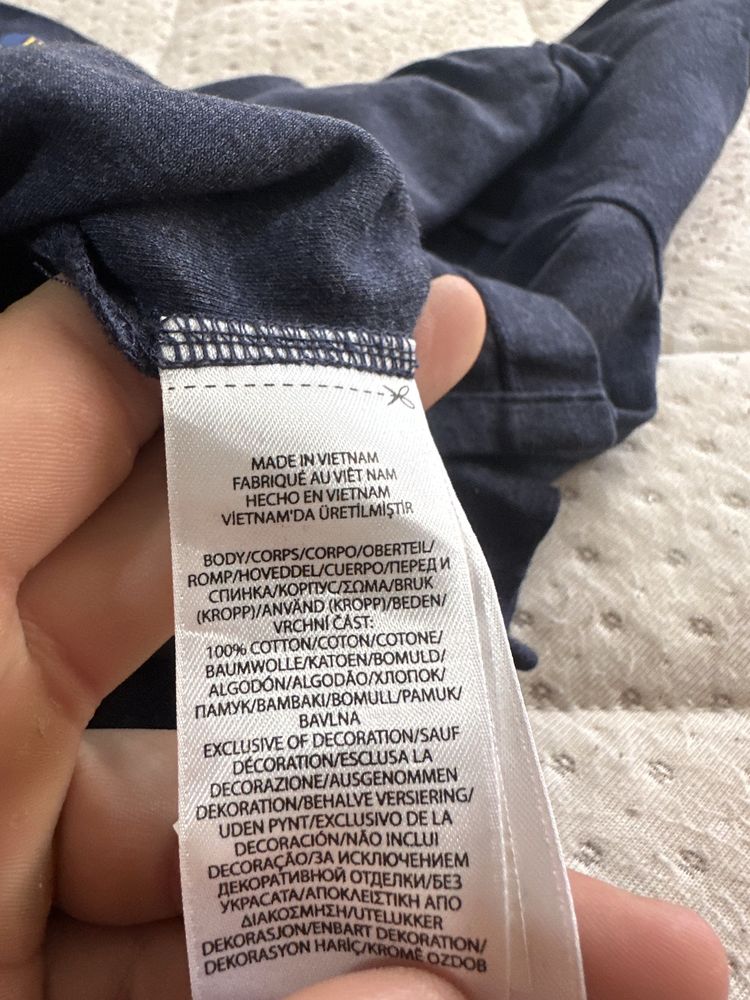 MADE IN VIETNAM
FABRIQUÉ AU VIÊT NAM
HECHO EN VIETNAM
VİETNAM'DA ÜRETİLMİŞTİR
BODY/CORPS/CORPO/OBERTEIL/
ROMP/HOVEDDEL/CUERPO/ПЕРЕД И
СПИНКА/КОРПУС/ΣΩΜΑ/BRUK
(KROPP)/ANVÄND (KROPP)/BEDEN/
VRCHNÍ ČÁST:
100% COTTON/COTON/COTONE/
BAUMWOLLE/KATOEN/BOMULD/
ALGODÓN/ALGODÃO/ХЛОПОК/
ПАМУК/ΒΑΜΒΑΚΙ/BOMULL/PAMUK/
BAVLNA
EXCLUSIVE OF DECORATION/SAUF
DÉCORATION/ESCLUSA LA
DECORAZIONE/AUSGENOMMEN
DEKORATION/BEHALVE VERSIERING/
UDEN PYNT/EXCLUSIVO DE LA
DECORACIÓN/NÃO INCLUI
DECORAÇÃO/ЗА ИСКЛЮЧЕНИЕМ
ДЕКОРАТИВНОЙ ОТДЕЛКИ/БЕЗ
УКРАСАТА/ΑΠΟΚΛΕΙΣΤΙΚΗ ΑΠΟ
ΔΙΑΚΟΣΜΗΣΗ/UTELUKKER
DEKORASJON/ENBART DEKORATION/
DEKORASYON HARİÇ/KROMĚ OZDOB